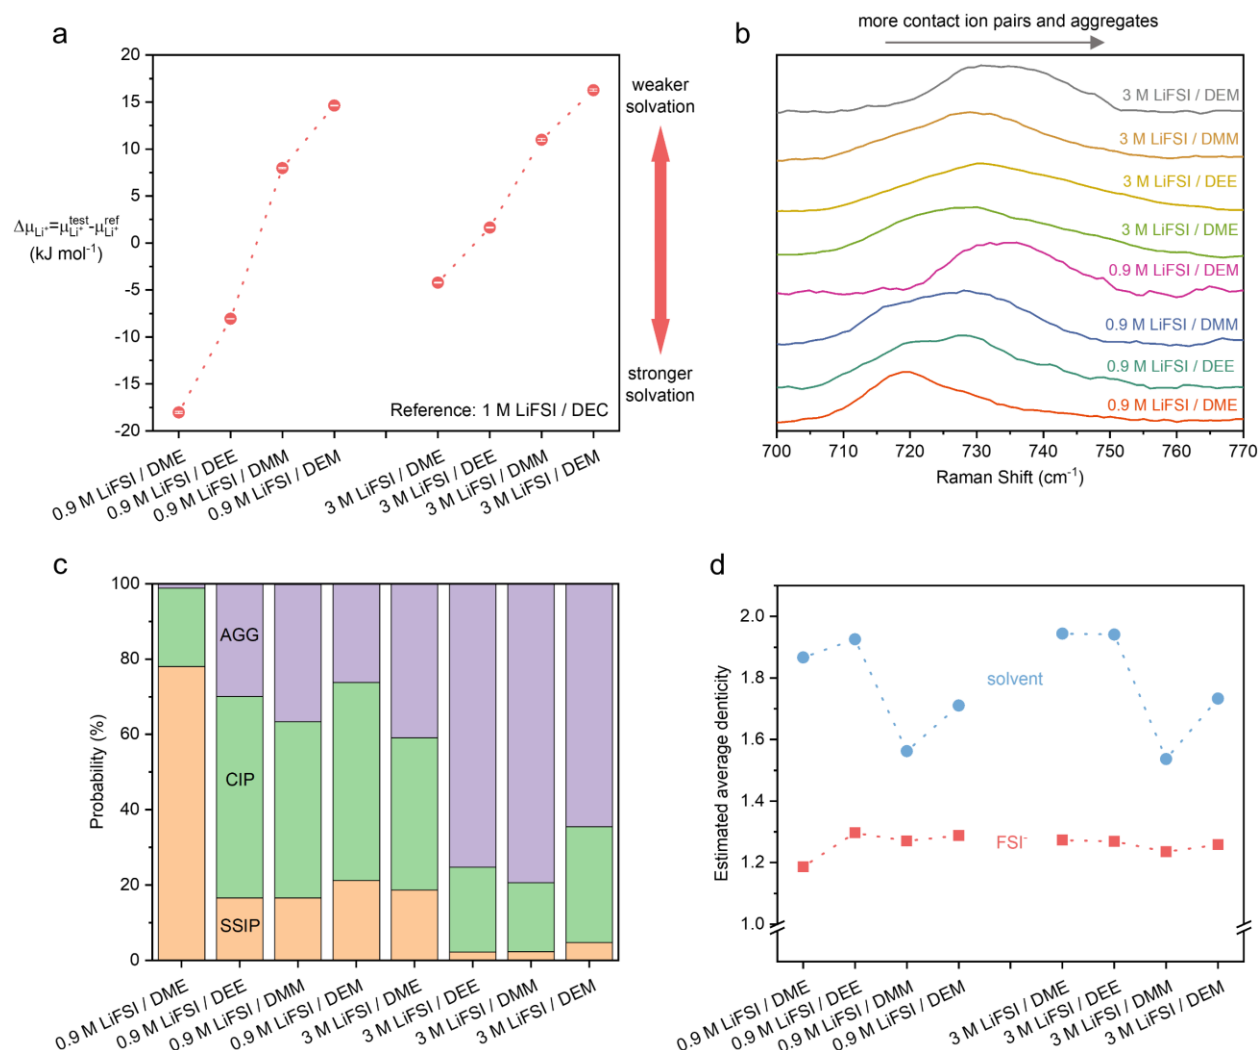 a
20
15
10
5
0
-5
-10
-15
-20
Δμ_Li⁺=μ_Li⁺^test-μ_Li⁺^ref
(kJ mol⁻¹)
weaker
solvation
stronger
solvation
Reference: 1 M LiFSI / DEC
0.9 M LiFSI / DME
0.9 M LiFSI / DEE
0.9 M LiFSI / DMM
0.9 M LiFSI / DEM
3 M LiFSI / DME
3 M LiFSI / DEE
3 M LiFSI / DMM
3 M LiFSI / DEM
b
more contact ion pairs and aggregates
3 M LiFSI / DEM
3 M LiFSI / DMM
3 M LiFSI / DEE
3 M LiFSI / DME
0.9 M LiFSI / DEM
0.9 M LiFSI / DMM
0.9 M LiFSI / DEE
0.9 M LiFSI / DME
700 710 720 730 740 750 760 770
Raman Shift (cm⁻¹)
c
100
80
60
40
20
0
Probability (%)
AGG
CIP
SSIP
0.9 M LiFSI / DME
0.9 M LiFSI / DEE
0.9 M LiFSI / DMM
0.9 M LiFSI / DEM
3 M LiFSI / DME
3 M LiFSI / DEE
3 M LiFSI / DMM
3 M LiFSI / DEM
d
2.0
1.8
1.6
1.4
1.2
1.0
Estimated average denticity
solvent
FSI⁻
0.9 M LiFSI / DME
0.9 M LiFSI / DEE
0.9 M LiFSI / DMM
0.9 M LiFSI / DEM
3 M LiFSI / DME
3 M LiFSI / DEE
3 M LiFSI / DMM
3 M LiFSI / DEM